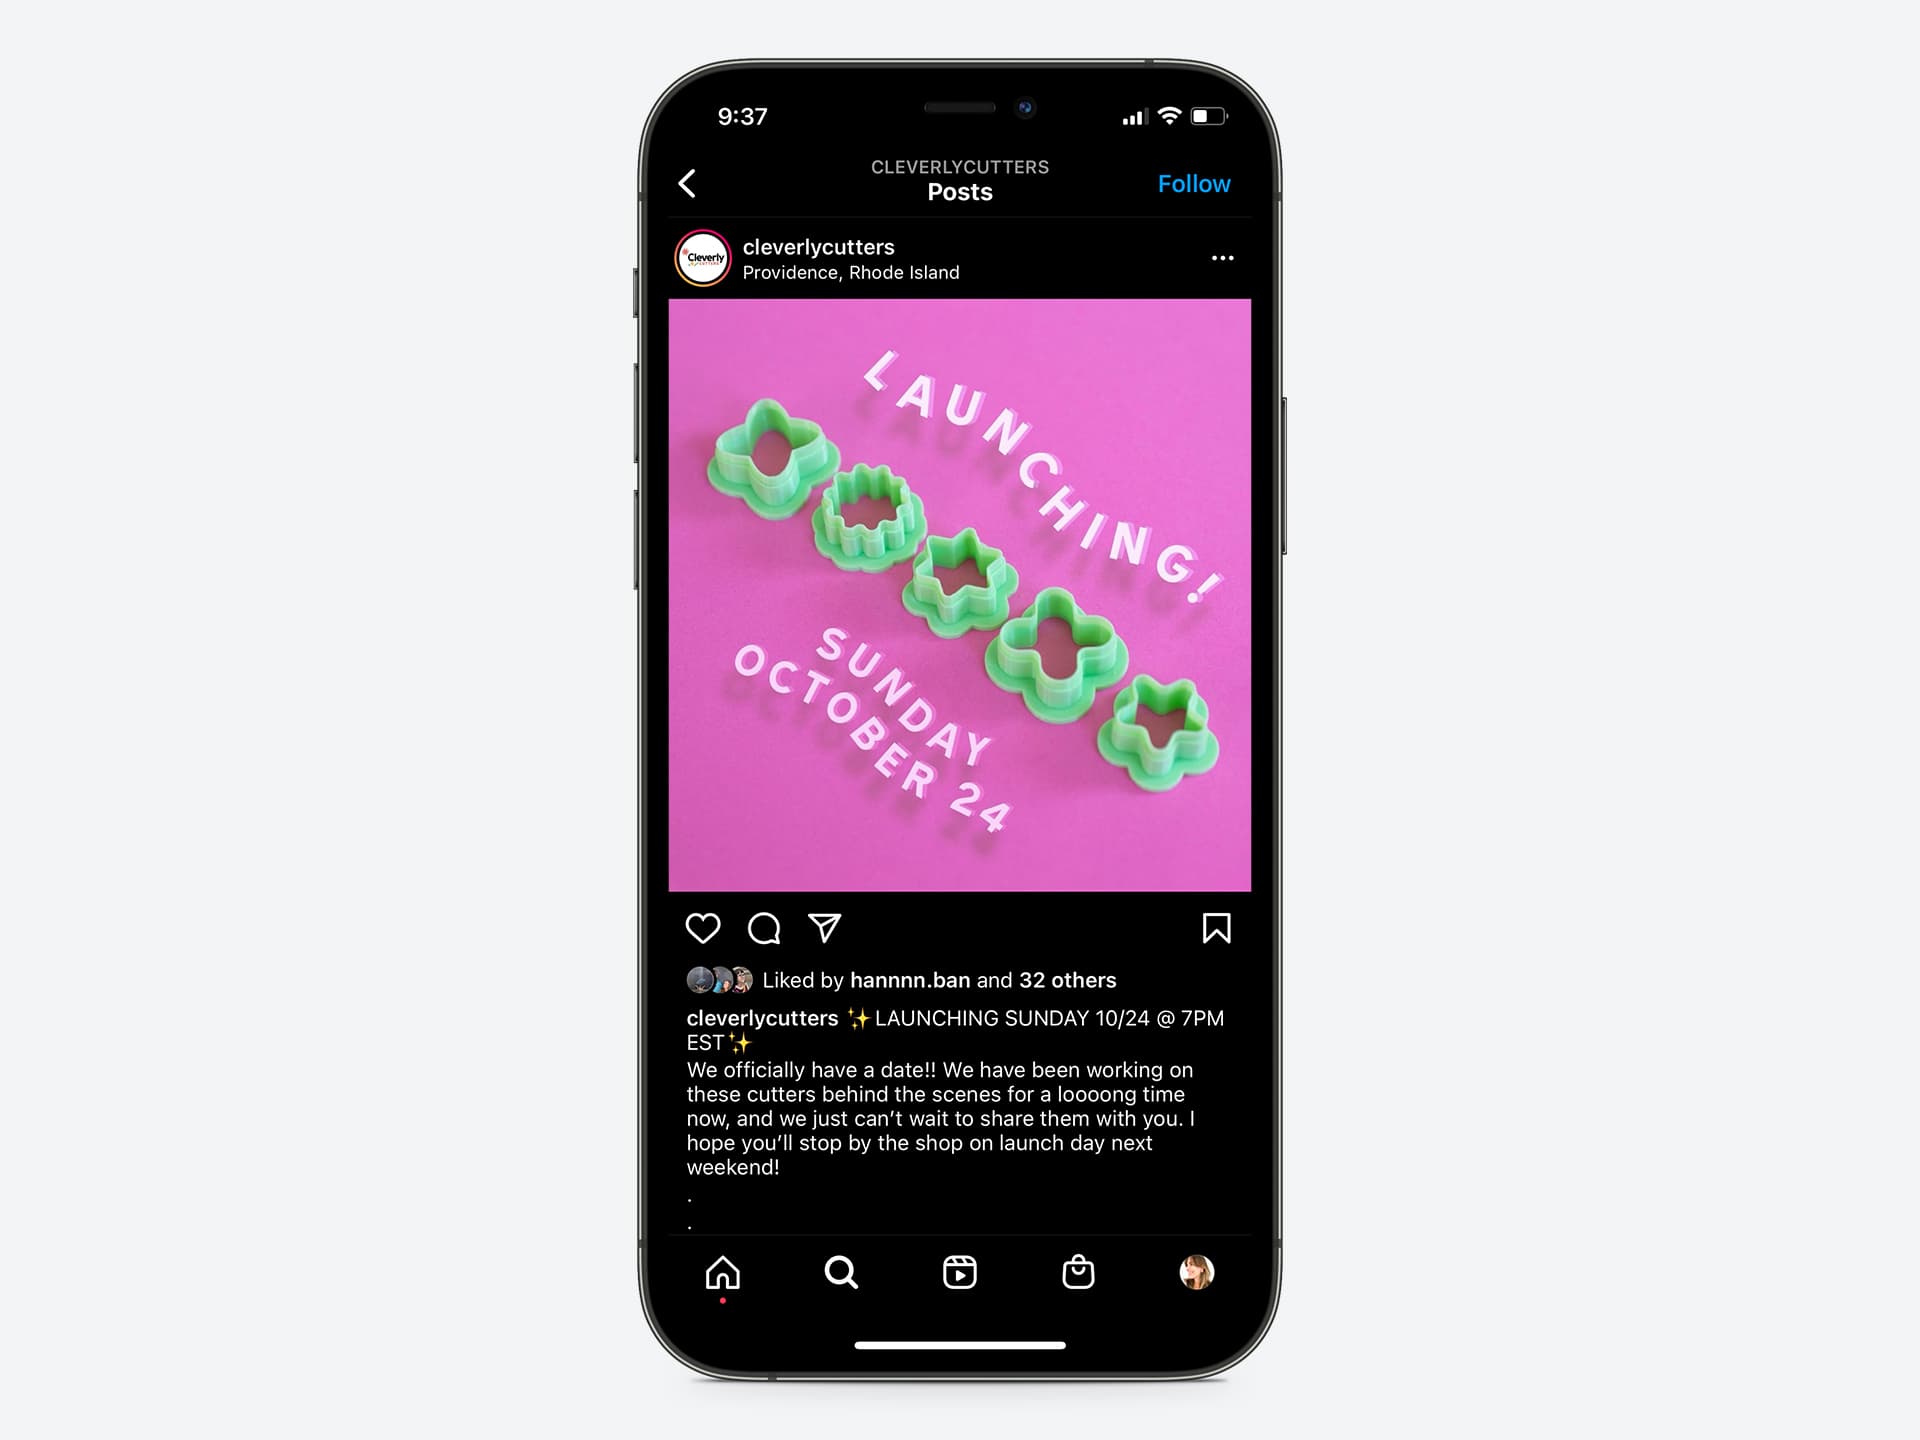 9:37
CLEVERLYCUTTERS
Posts
Follow
Cleverly
CUTTERS
cleverlycutters
Providence, Rhode Island
LAUNCHING!
SUNDAY
OCTOBER 24
Liked by hannnn.ban and 32 others
cleverlycutters ✨LAUNCHING SUNDAY 10/24 @ 7PM
EST✨
We officially have a date!! We have been working on
these cutters behind the scenes for a loooong time
now, and we just can’t wait to share them with you. I
hope you’ll stop by the shop on launch day next
weekend!
.
.